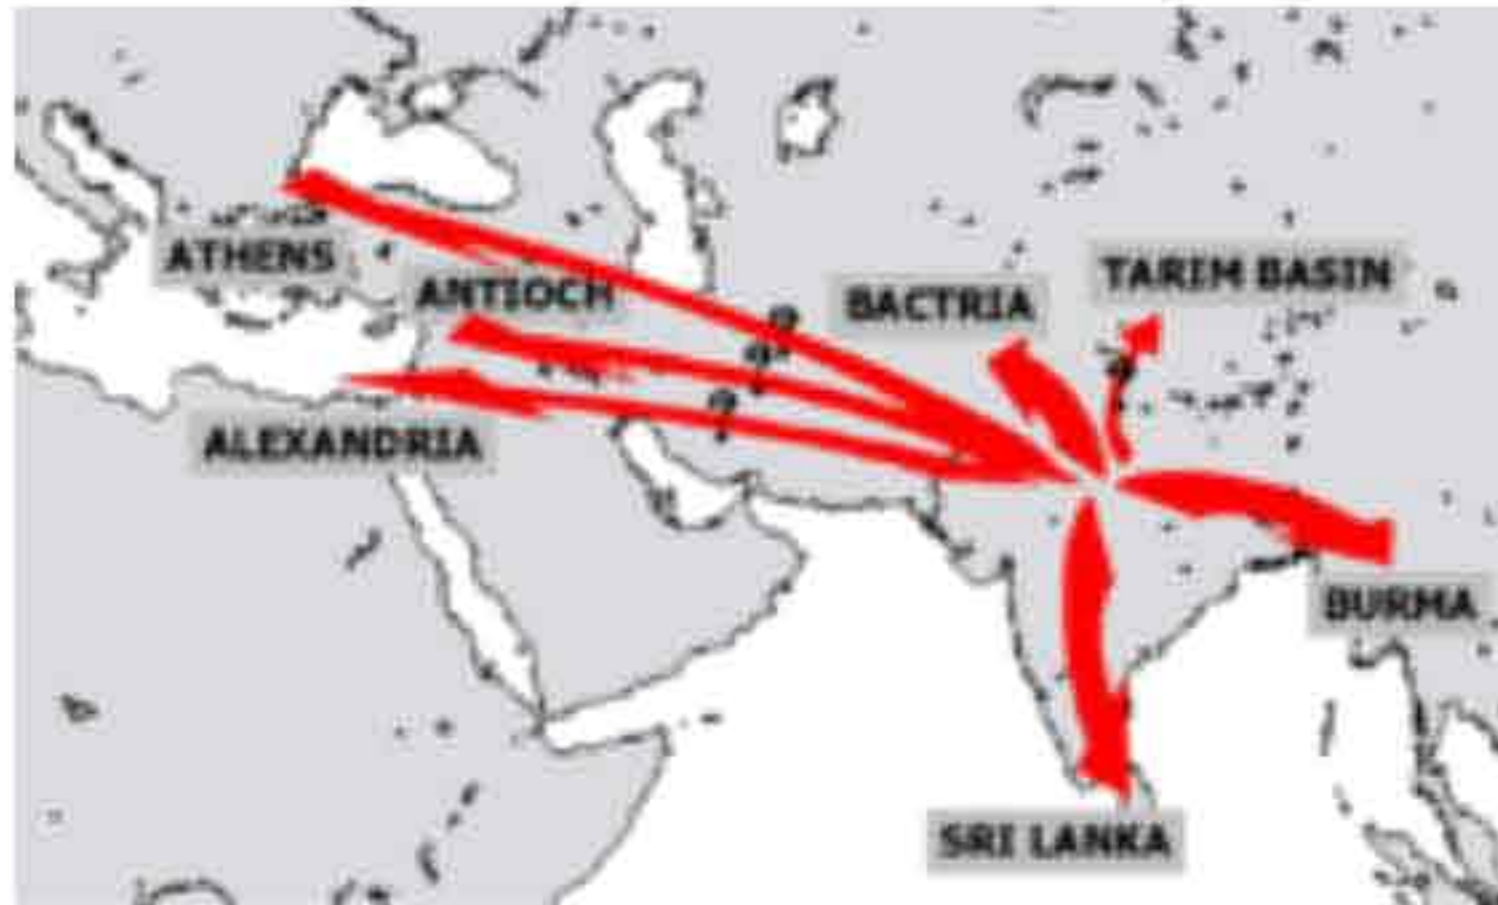 ATHENS
ANTIOCH
BACTRIA
TARIM BASIN
ALEXANDRIA
?
?
?
?
BURMA
SRI LANKA